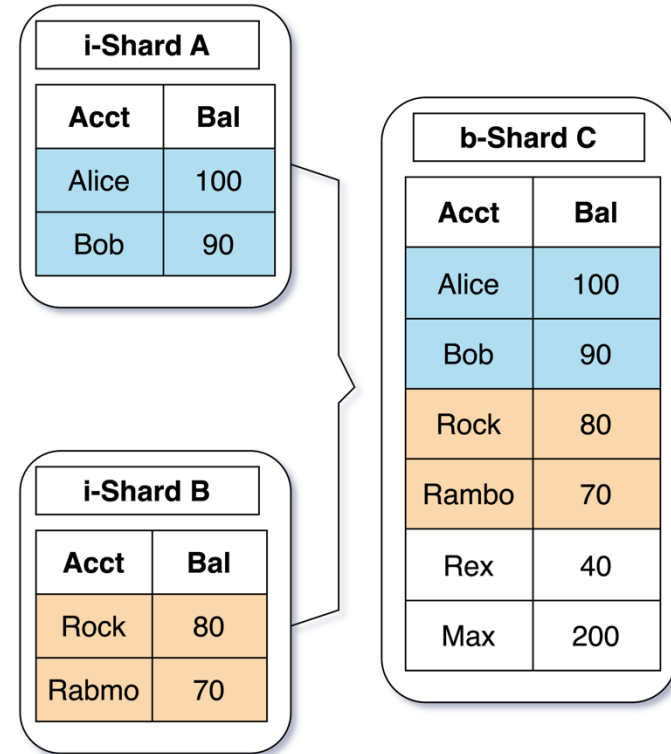 i-Shard A
Acct Bal
Alice 100
Bob 90
i-Shard B
Acct Bal
Rock 80
Rabmo 70
b-Shard C
Acct Bal
Alice 100
Bob 90
Rock 80
Rambo 70
Rex 40
Max 200